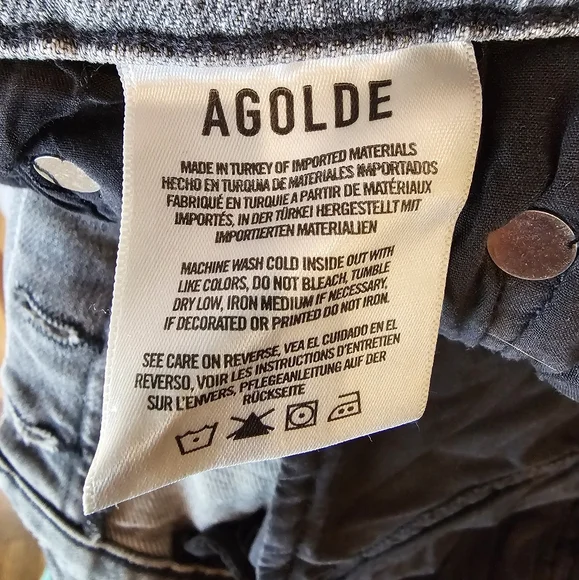 AGOLDE
MADE IN TURKEY OF IMPORTED MATERIALS
HECHO EN TURQUIA DE MATERIALES IMPORTADOS
FABRIQUÉ EN TURQUIE A PARTIR DE MATÉRIAUX
IMPORTÉS, IN DER TÜRKEI HERGESTELLT MIT
IMPORTIERTEN MATERIALIEN
MACHINE WASH COLD INSIDE OUT WITH
LIKE COLORS, DO NOT BLEACH, TUMBLE
DRY LOW, IRON MEDIUM IF NECESSARY,
IF DECORATED OR PRINTED DO NOT IRON.
SEE CARE ON REVERSE, VEA EL CUIDADO EN EL
REVERSO, VOIR LES INSTRUCTIONS D'ENTRETIEN
SUR L'ENVERS, PFLEGEANLEITUNG AUF DER
RÜCKSEITE